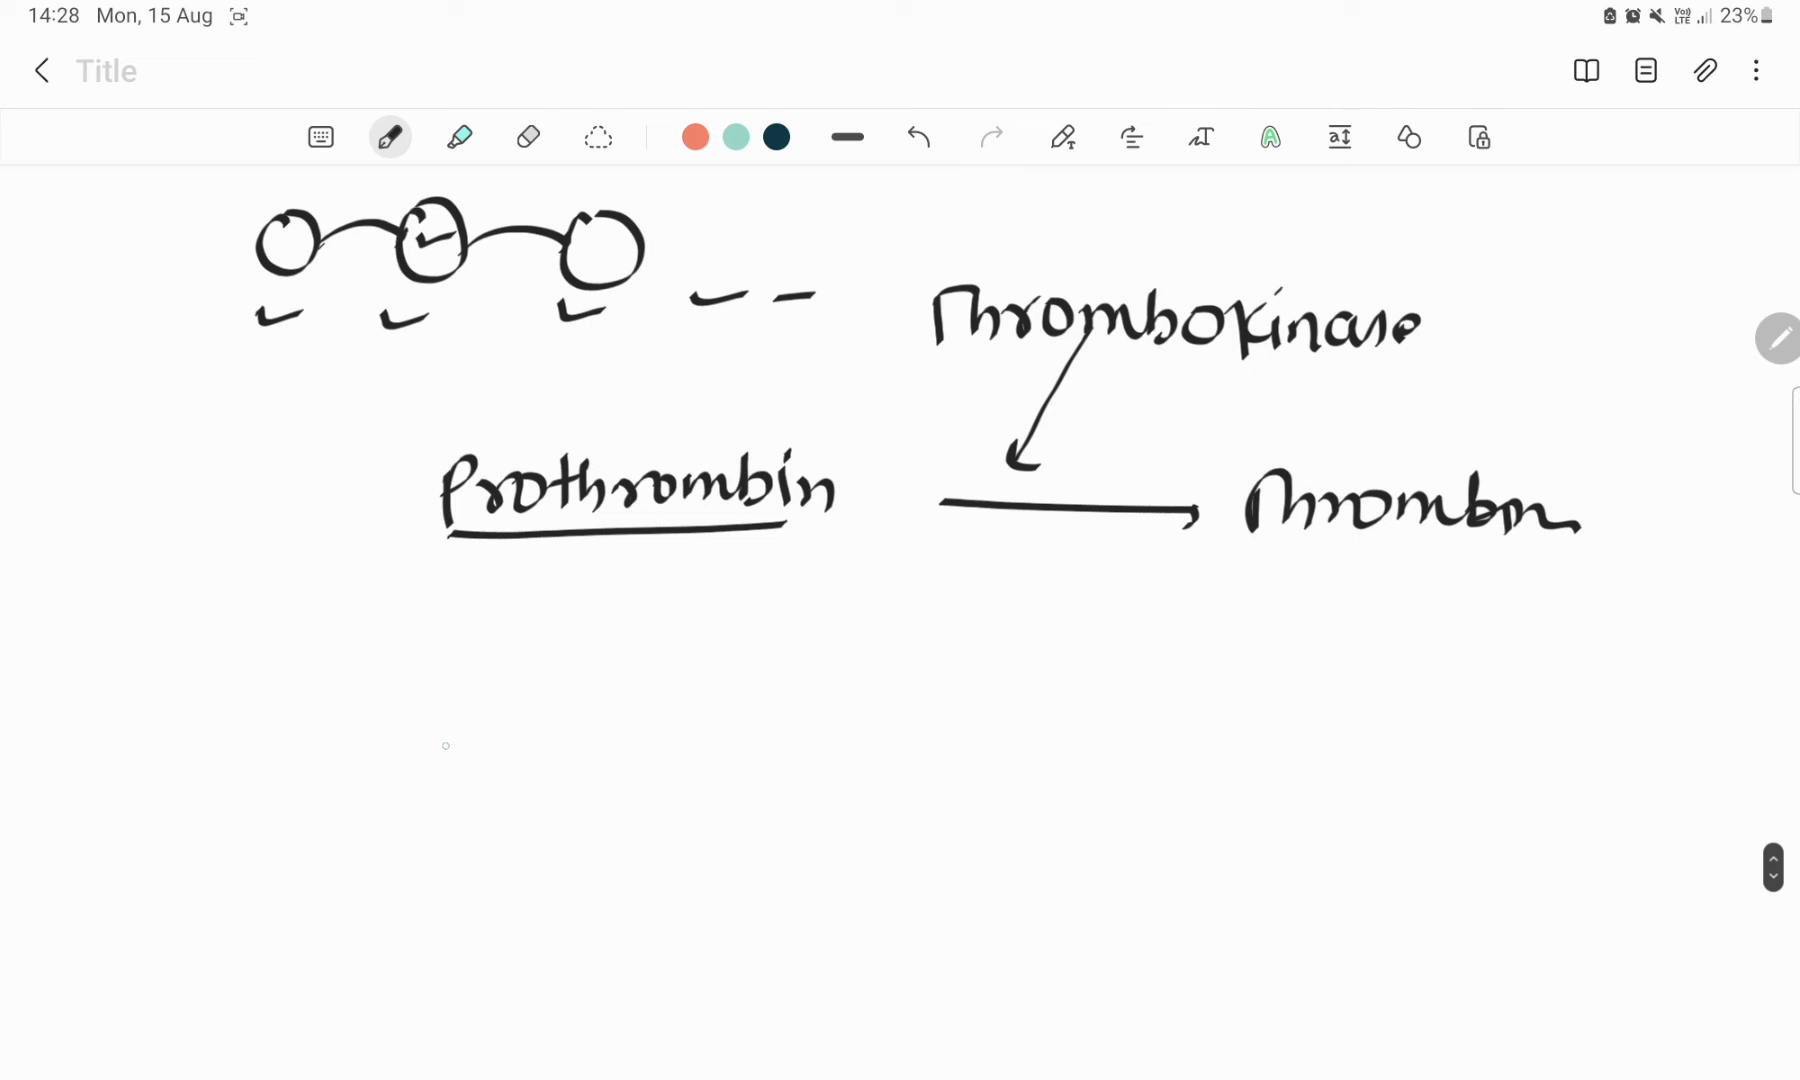 14:28 Mon, 15 Aug 23%
Title
Thrombokinase
Prothrombin Thrombin